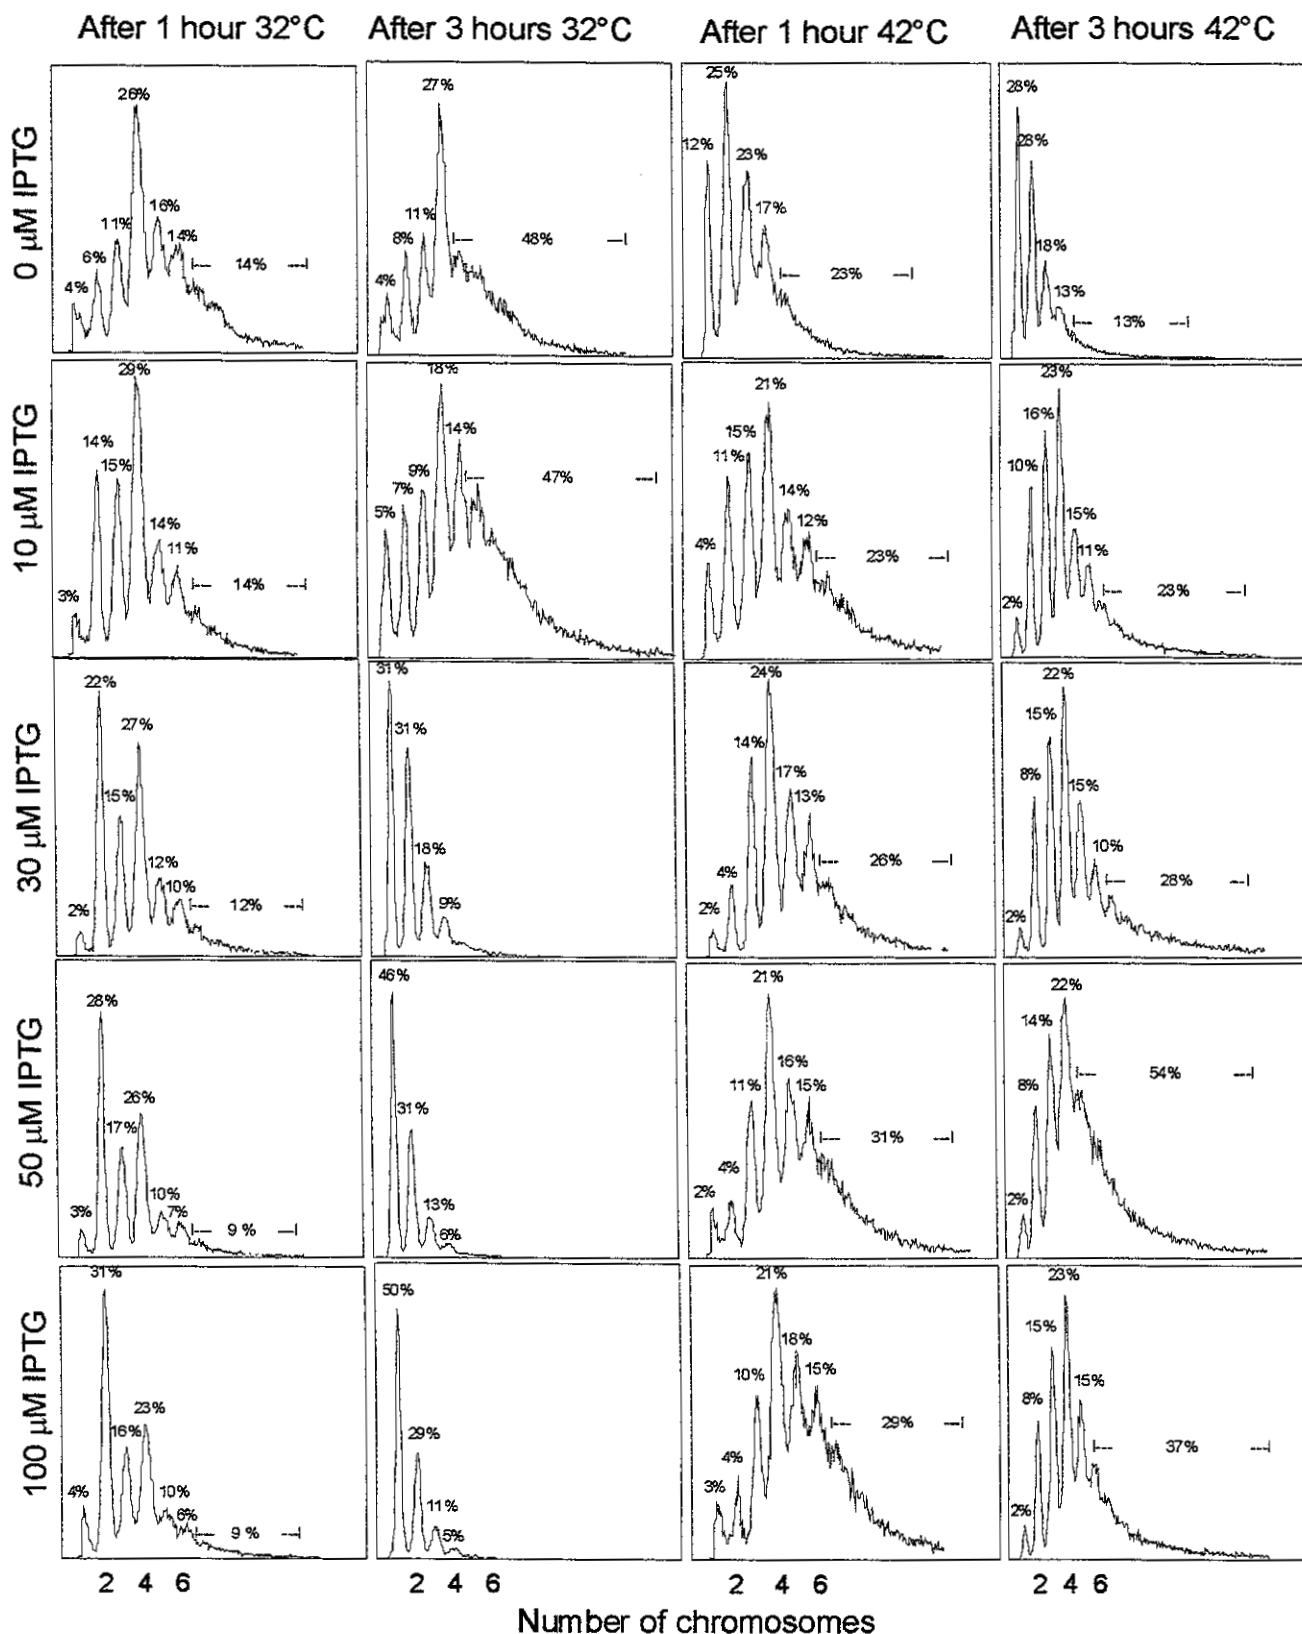 After 1 hour 32°C After 3 hours 32°C After 1 hour 42°C After 3 hours 42°C
0 µM IPTG
4% 6% 11% 26% 16% 14% 14%
4% 8% 11% 27% 48%
12% 25% 23% 17% 23%
28% 28% 18% 13% 13%
10 µM IPTG
3% 14% 15% 29% 14% 11% 14%
5% 7% 9% 18% 14% 47%
4% 11% 15% 21% 14% 12% 23%
2% 10% 16% 23% 15% 11% 23%
30 µM IPTG
2% 22% 15% 27% 12% 10% 12%
31% 31% 18% 9%
2% 4% 14% 24% 17% 13% 26%
2% 8% 15% 22% 15% 10% 28%
50 µM IPTG
3% 28% 17% 26% 10% 7% 9 %
46% 31% 13% 6%
2% 4% 11% 21% 16% 15% 31%
2% 8% 14% 22% 54%
100 µM IPTG
4% 31% 16% 23% 10% 6% 9 %
50% 29% 11% 5%
3% 4% 10% 21% 18% 15% 29%
2% 8% 15% 23% 15% 37%
2 4 6 2 4 6 2 4 6 2 4 6
Number of chromosomes